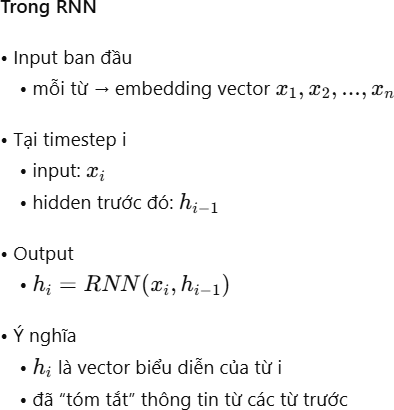 Trong RNN
• Input ban đầu
• mỗi từ → embedding vector x₁, x₂, ..., xₙ
• Tại timestep i
• input: xᵢ
• hidden trước đó: hᵢ₋₁
• Output
• hᵢ = RNN(xᵢ, hᵢ₋₁)
• Ý nghĩa
• hᵢ là vector biểu diễn của từ i
• đã “tóm tắt” thông tin từ các từ trước